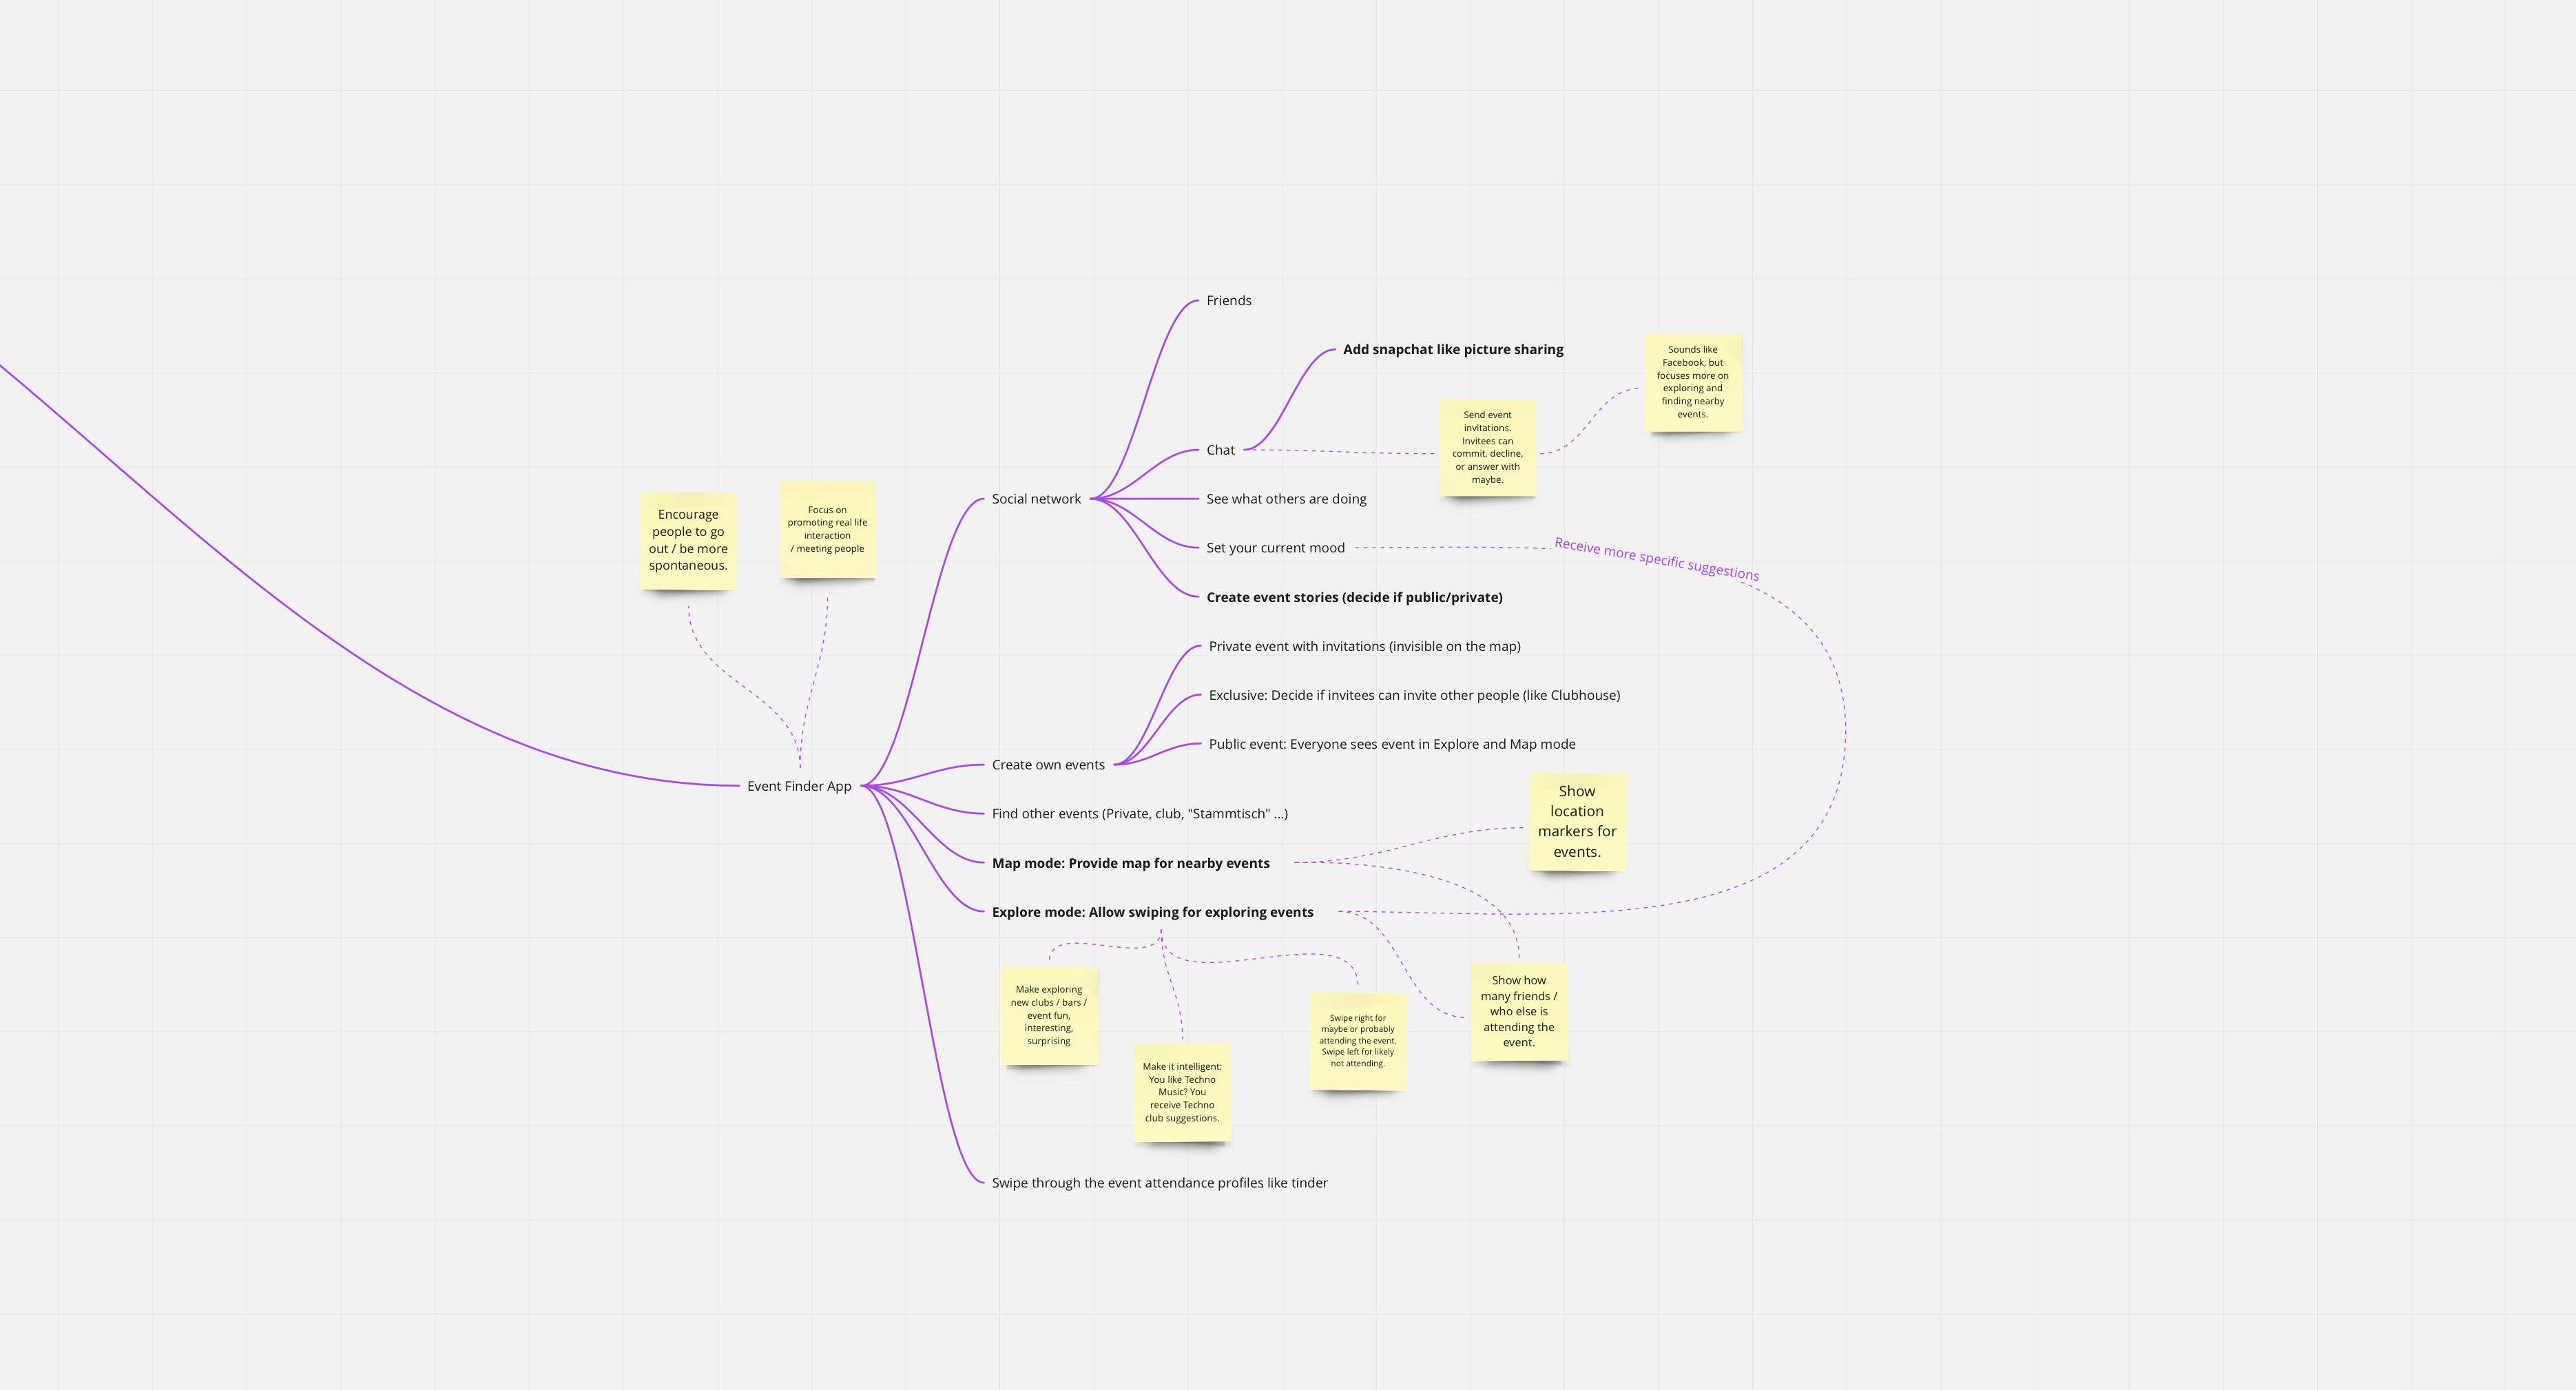 Friends
Add snapchat like picture sharing
Sounds like
Facebook, but
focuses more on
exploring and
finding nearby
events.
Send event
invitations.
Invitees can
commit, decline,
or answer with
maybe.
Chat
Social network
See what others are doing
Encourage
people to go
out / be more
spontaneous.
Focus on
promoting real life
interaction
/ meeting people
Set your current mood
Receive more specific suggestions
Create event stories (decide if public/private)
Private event with invitations (invisible on the map)
Exclusive: Decide if invitees can invite other people (like Clubhouse)
Public event: Everyone sees event in Explore and Map mode
Create own events
Event Finder App
Find other events (Private, club, "Stammtisch" ...)
Show
location
markers for
events.
Map mode: Provide map for nearby events
Explore mode: Allow swiping for exploring events
Make exploring
new clubs / bars /
event fun,
interesting,
surprising
Make it intelligent:
You like Techno
Music? You
receive Techno
club suggestions.
Swipe right for
maybe or probably
attending the event.
Swipe left for likely
not attending.
Show how
many friends /
who else is
attending the
event.
Swipe through the event attendance profiles like tinder